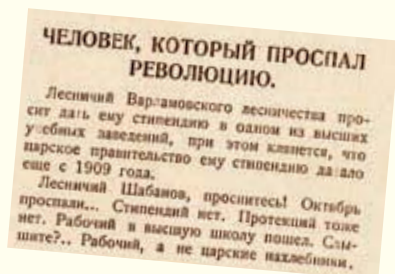 ЧЕЛОВЕК, КОТОРЫЙ ПРОСПАЛ
РЕВОЛЮЦИЮ.
Лесничий Варламовского лесничества про-
сит дать ему стипендию в одном из высших
учебных заведений, при этом клянется, что
царское правительство ему стипендию давало
еще с 1909 года.
Лесничий Шабанов, проснитесь! Октябрь
проспали... Стипендий нет. Протекций тоже
нет. Рабочий в высшую школу пошел. Слы-
шите?.. Рабочий, а не царские нахлебники.